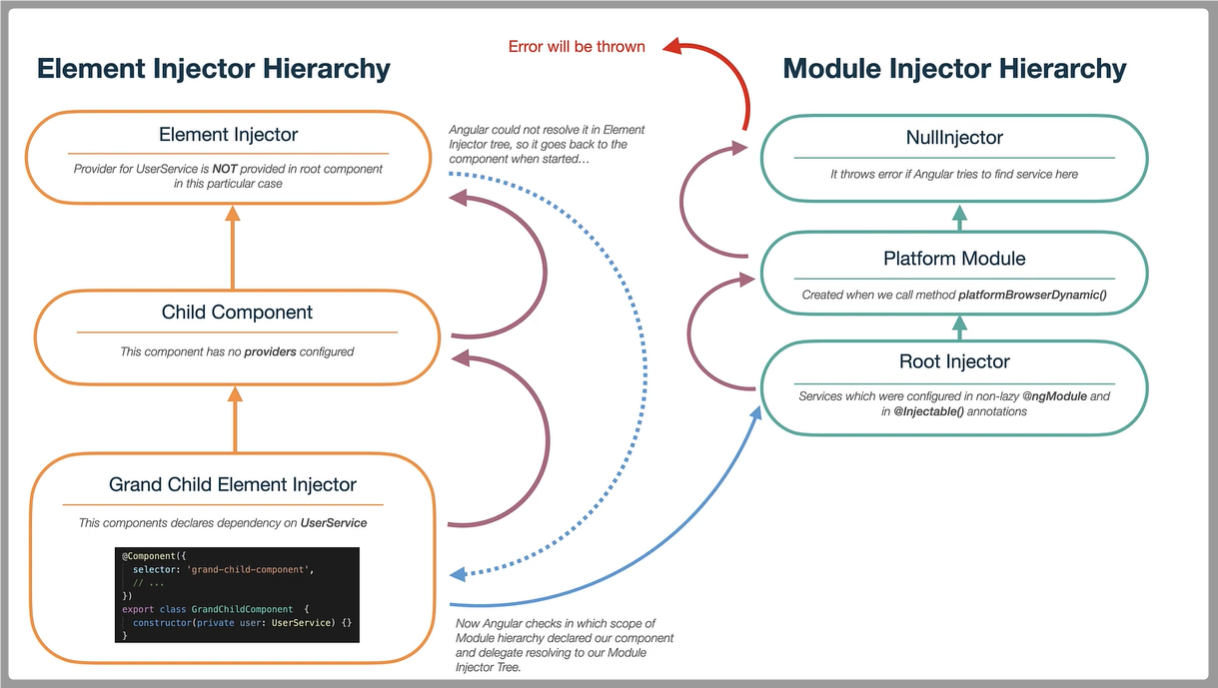 Error will be thrown
Element Injector Hierarchy
Module Injector Hierarchy
Element Injector
Provider for UserService is NOT provided in root component
in this particular case
Angular could not resolve it in Element
Injector tree, so it goes back to the
component when started...
NullInjector
It throws error if Angular tries to find service here
Platform Module
Created when we call method platformBrowserDynamic()
Child Component
This component has no providers configured
Root Injector
Services which were configured in non-lazy @ngModule and
in @Injectable() annotations
Grand Child Element Injector
This components declares dependency on UserService
@Component({
selector: 'grand-child-component',
// ...
})
export class GrandChildComponent {
constructor(private user: UserService) {}
}
Now Angular checks in which scope of
Module hierarchy declared our component
and delegate resolving to our Module
Injector Tree.